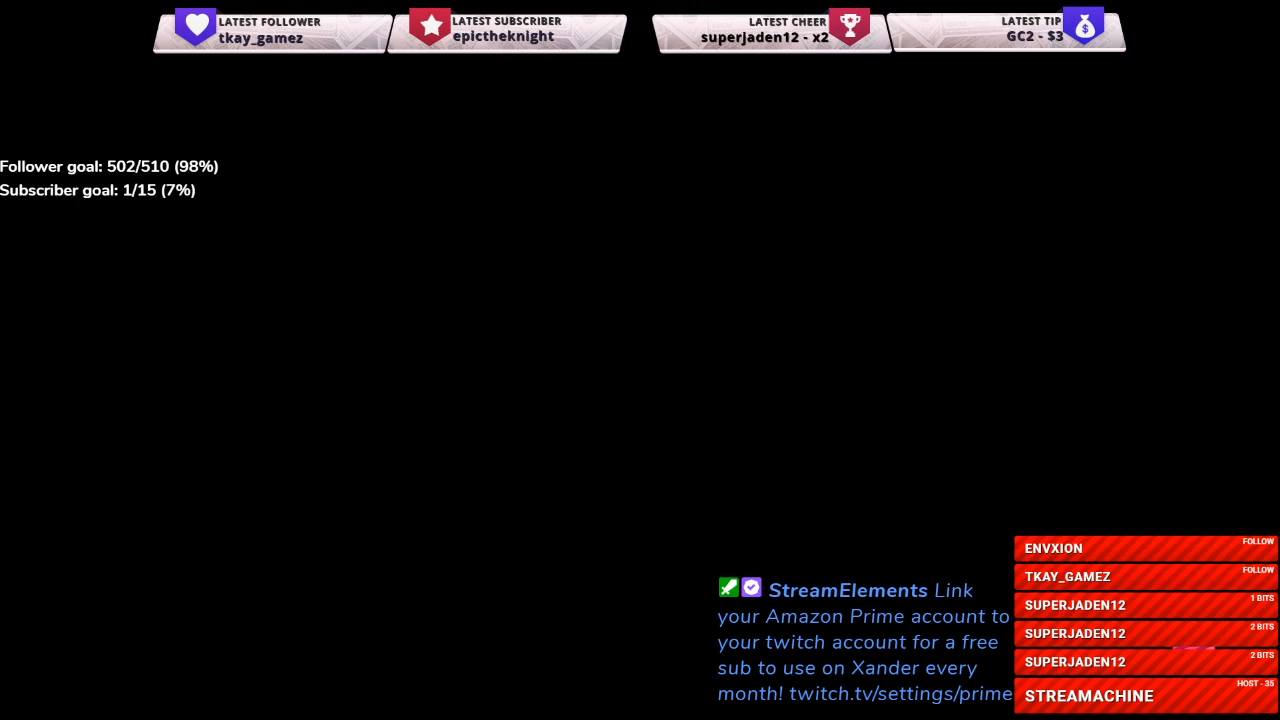 LATEST FOLLOWER
tkay_gamez
LATEST SUBSCRIBER
epictheknight
LATEST CHEER
superjaden12 - x2
LATEST TIP
GC2 - $3
Follower goal: 502/510 (98%)
Subscriber goal: 1/15 (7%)
StreamElements Link
your Amazon Prime account to
your twitch account for a free
sub to use on Xander every
month! twitch.tv/settings/prime
ENVXION FOLLOW
TKAY_GAMEZ FOLLOW
SUPERJADEN12 1 BITS
SUPERJADEN12 2 BITS
SUPERJADEN12 2 BITS
STREAMACHINE HOST - 35